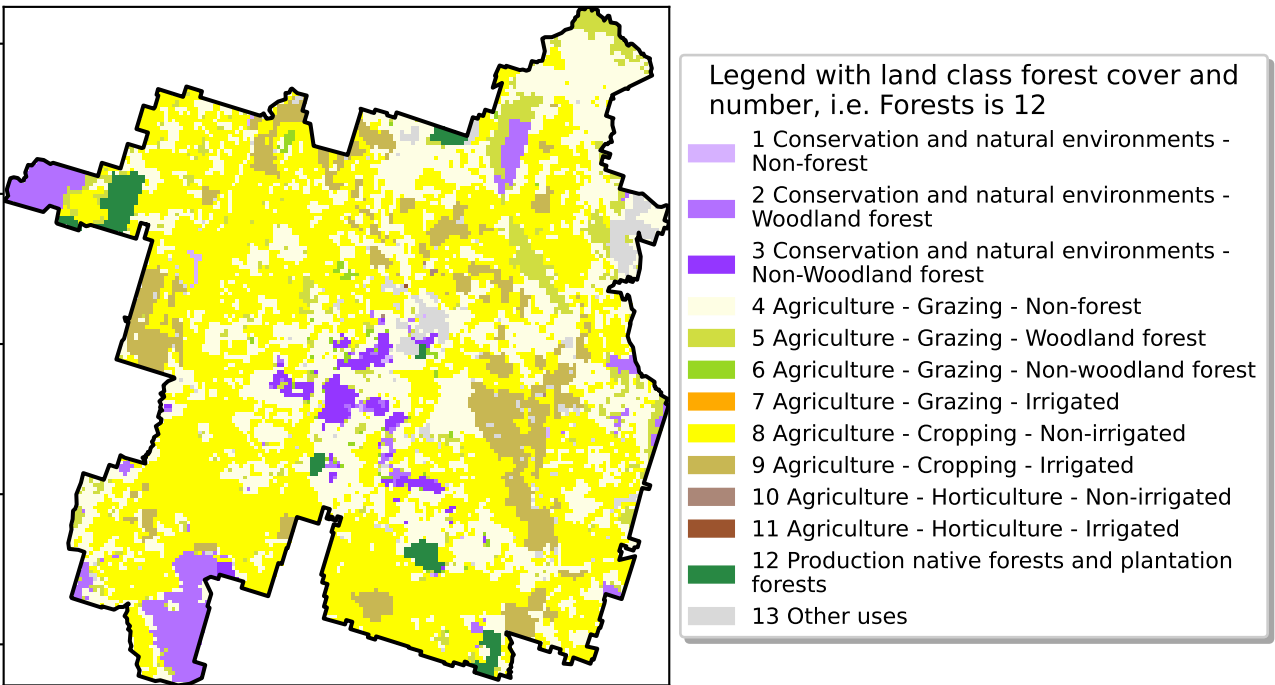 Legend with land class forest cover and
number, i.e. Forests is 12
1 Conservation and natural environments -
Non-forest
2 Conservation and natural environments -
Woodland forest
3 Conservation and natural environments -
Non-Woodland forest
4 Agriculture - Grazing - Non-forest
5 Agriculture - Grazing - Woodland forest
6 Agriculture - Grazing - Non-woodland forest
7 Agriculture - Grazing - Irrigated
8 Agriculture - Cropping - Non-irrigated
9 Agriculture - Cropping - Irrigated
10 Agriculture - Horticulture - Non-irrigated
11 Agriculture - Horticulture - Irrigated
12 Production native forests and plantation
forests
13 Other uses